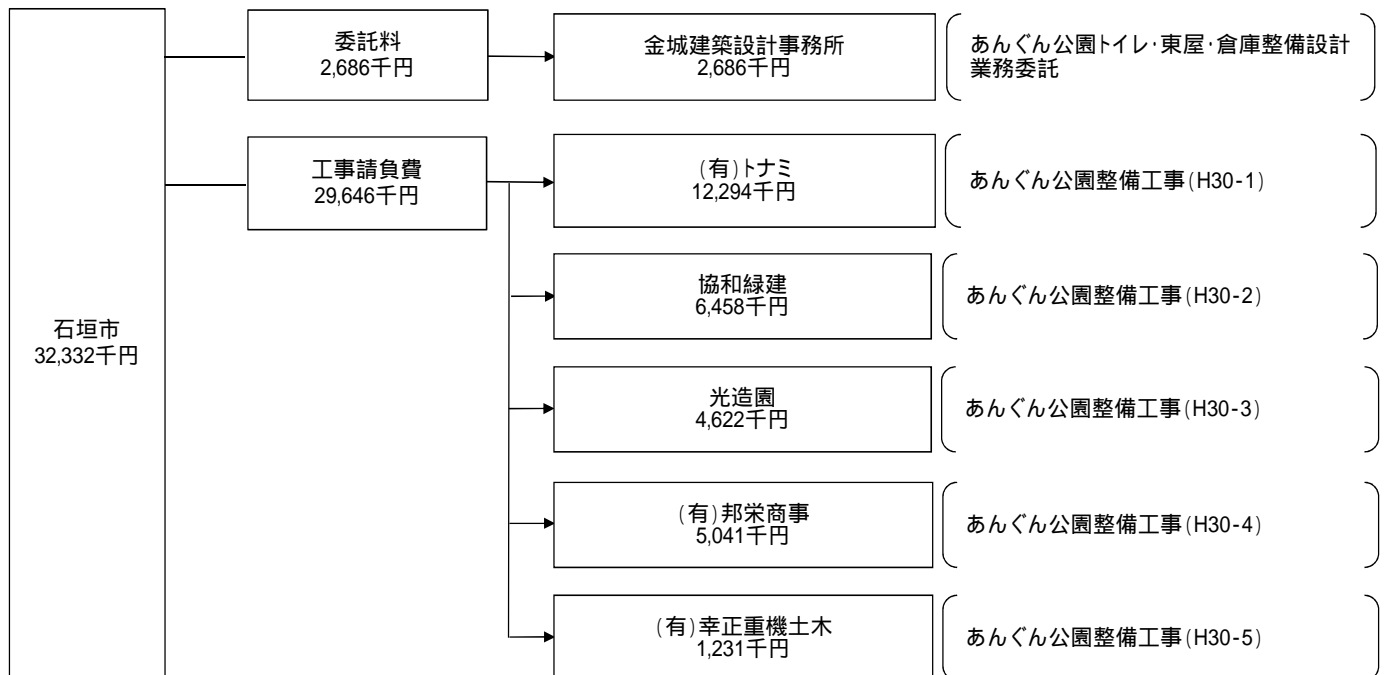 石垣市
32,332千円
委託料
2,686千円
金城建築設計事務所
2,686千円
あんぐん公園トイレ・東屋・倉庫整備設計
業務委託
工事請負費
29,646千円
(有)トナミ
12,294千円
あんぐん公園整備工事(H30-1)
協和緑建
6,458千円
あんぐん公園整備工事(H30-2)
光造園
4,622千円
あんぐん公園整備工事(H30-3)
(有)邦栄商事
5,041千円
あんぐん公園整備工事(H30-4)
(有)幸正重機土木
1,231千円
あんぐん公園整備工事(H30-5)